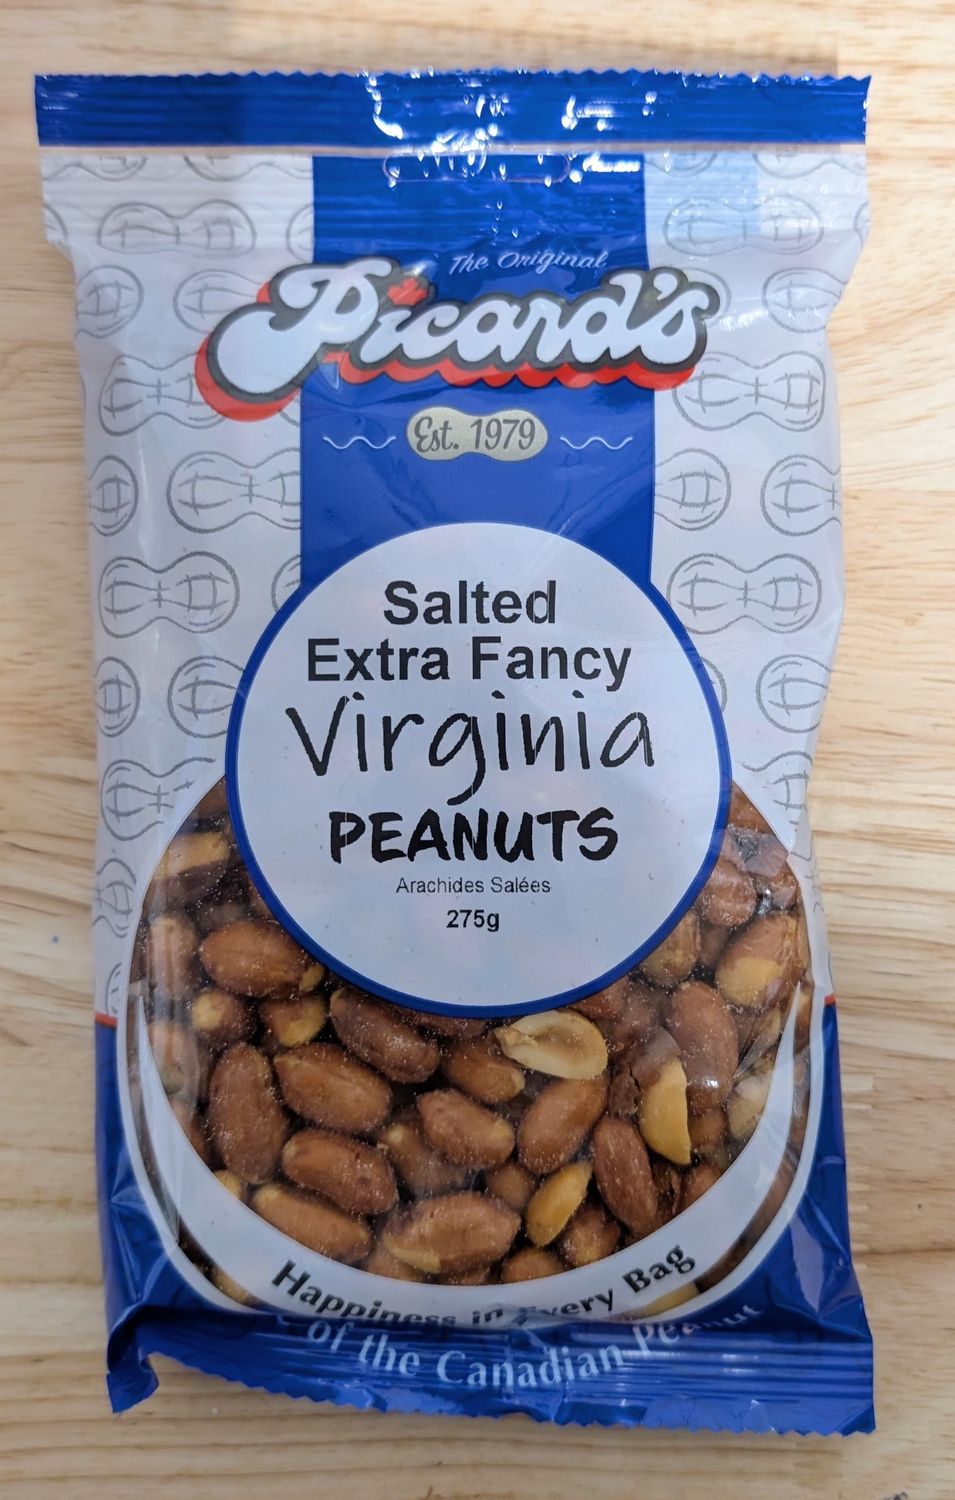 The Original
Picard's
Est. 1979
Salted
Extra Fancy
Virginia
PEANUTS
Arachides Salées
275g
Happiness in Every Bag
of the Canadian Peanut